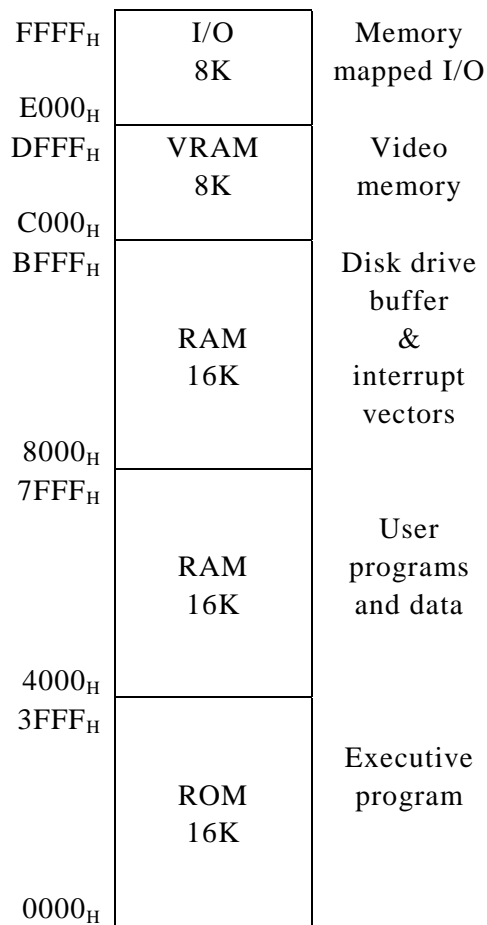 FFFFH I/O Memory
8K mapped I/O
E000H
DFFFH VRAM Video
8K memory
C000H
BFFFH Disk drive
buffer
RAM &
16K interrupt
vectors
8000H
7FFFH
User
RAM programs
16K and data
4000H
3FFFH
Executive
ROM program
16K
0000H